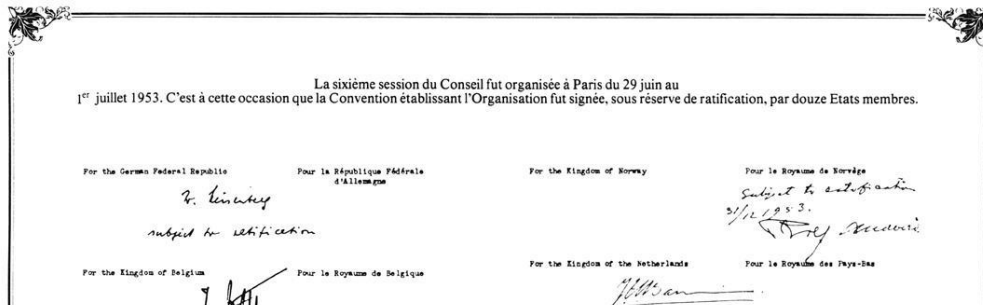 La sixième session du Conseil fut organisée à Paris du 29 juin au
1er juillet 1953. C'est à cette occasion que la Convention établissant l'Organisation fut signée, sous réserve de ratification, par douze Etats membres.
For the German Federal Republic
Pour la République Fédérale
d'Allemagne
W. Heisenberg
subject to ratification
For the Kingdom of Norway
Pour le Royaume de Norvège
Subject to ratification
31/12 1953.
For the Kingdom of Belgium
Pour le Royaume de Belgique
For the Kingdom of the Netherlands
Pour le Royaume des Pays-Bas